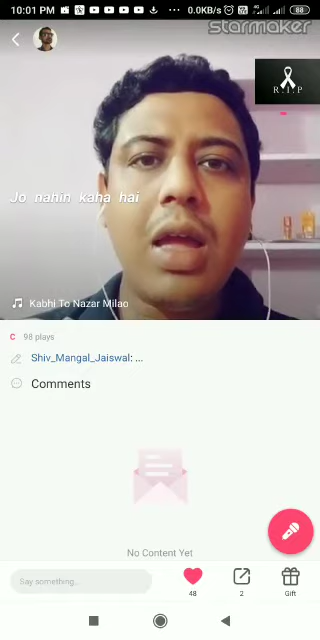 10:01 PM
0.0KB/s
88
starmaker
R.I.P
Jo nahin kaha hai
Kabhi To Nazar Milao
C 98 plays
Shiv_Mangal_Jaiswal: ...
Comments
No Content Yet
Say something...
48
2
Gift